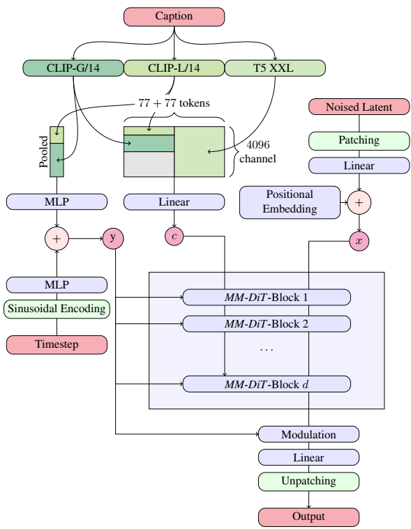 Caption
CLIP-G/14
CLIP-L/14
T5 XXL
77 + 77 tokens
Noised Latent
Pooled
4096
channel
Patching
Linear
MLP
Linear
Positional
Embedding
+
+
y
c
x
MLP
Sinusoidal Encoding
Timestep
MM-DiT-Block 1
MM-DiT-Block 2
. . .
MM-DiT-Block d
Modulation
Linear
Unpatching
Output